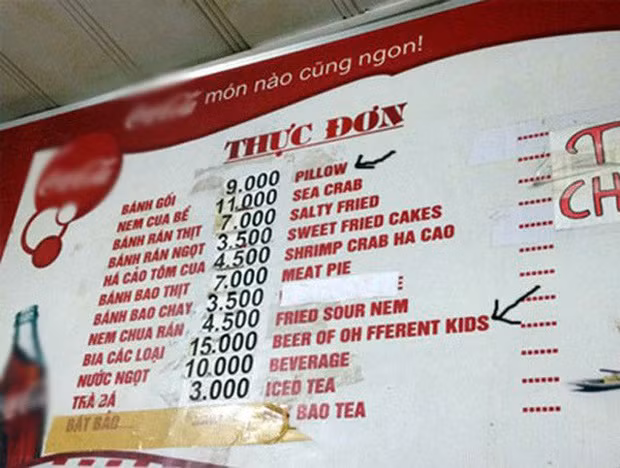 món nào cũng ngon!
THỰC ĐƠN
BÁNH GỐI 9.000 PILLOW
NEM CUA BỂ 11.000 SEA CRAB
BÁNH RÁN THỊT 7.000 SALTY FRIED
BÁNH RÁN NGỌT 3.500 SWEET FRIED CAKES
HÁ CẢO TÔM CUA 4.500 SHRIMP CRAB HA CAO
BÁNH BAO THỊT 7.000 MEAT PIE
BÁNH BAO CHAY 3.500
NEM CHUA RÁN 4.500 FRIED SOUR NEM
BIA CÁC LOẠI 15.000 BEER OF OH FFERENT KIDS
NƯỚC NGỌT 10.000 BEVERAGE
TRÀ ĐÁ 3.000 ICED TEA
BÁT BẢO...... BAO TEA